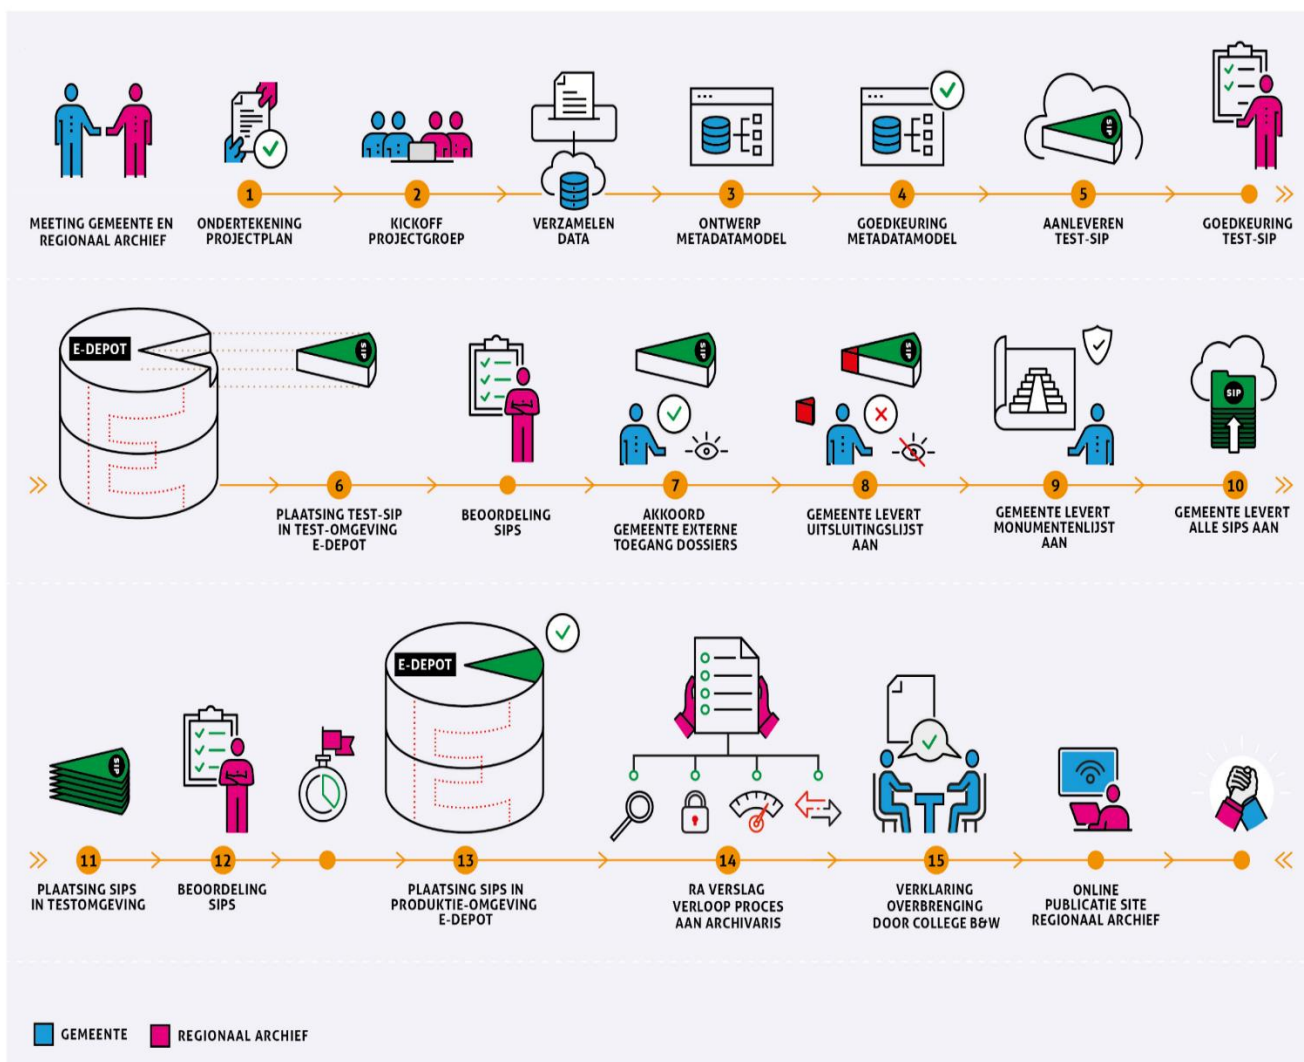 MEETING GEMEENTE EN
REGIONAAL ARCHIEF
1
ONDERTEKENING
PROJECTPLAN
2
KICKOFF
PROJECTGROEP
VERZAMELEN
DATA
3
ONTWERP
METADATAMODEL
4
GOEDKEURING
METADATAMODEL
SIP
5
AANLEVEREN
TEST-SIP
GOEDKEURING
TEST-SIP
E-DEPOT
SIP
6
PLAATSING TEST-SIP
IN TEST-OMGEVING
E-DEPOT
BEOORDELING
SIPS
SIP
7
AKKOORD
GEMEENTE EXTERNE
TOEGANG DOSSIERS
SIP
8
GEMEENTE LEVERT
UITSLUITINGSLIJST
AAN
9
GEMEENTE LEVERT
MONUMENTENLIJST
AAN
SIP
10
GEMEENTE LEVERT
ALLE SIPS AAN
SIP
11
PLAATSING SIPS
IN TESTOMGEVING
12
BEOORDELING
SIPS
E-DEPOT
13
PLAATSING SIPS IN
PRODUKTIE-OMGEVING
E-DEPOT
14
RA VERSLAG
VERLOOP PROCES
AAN ARCHIVARIS
15
VERKLARING
OVERBRENGING
DOOR COLLEGE B&W
ONLINE
PUBLICATIE SITE
REGIONAAL ARCHIEF
GEMEENTE
REGIONAAL ARCHIEF